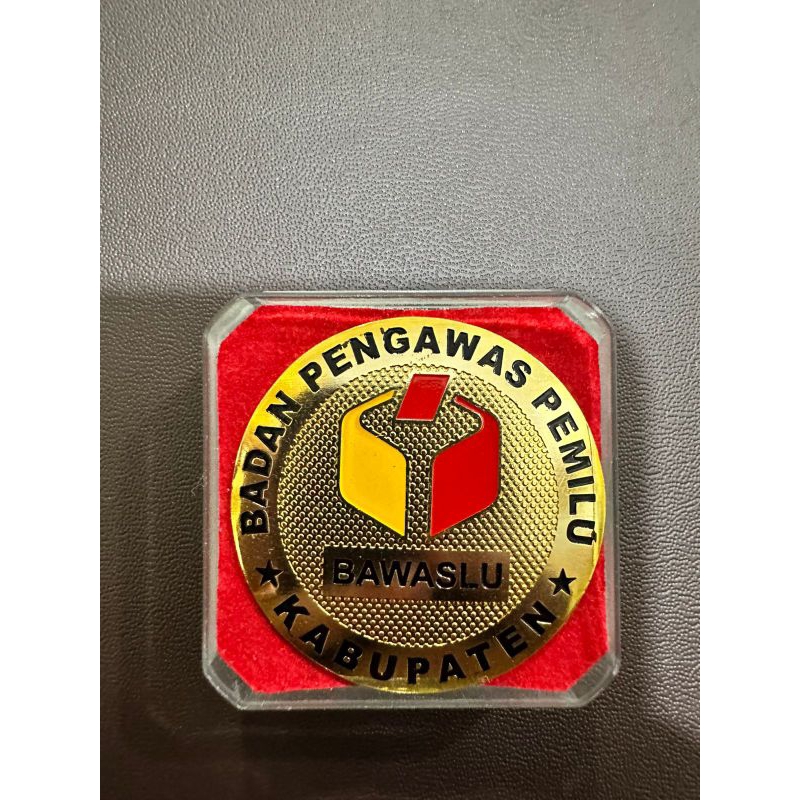 BADAN PENGAWAS PEMILU
BAWASLU
★ KABUPATEN ★